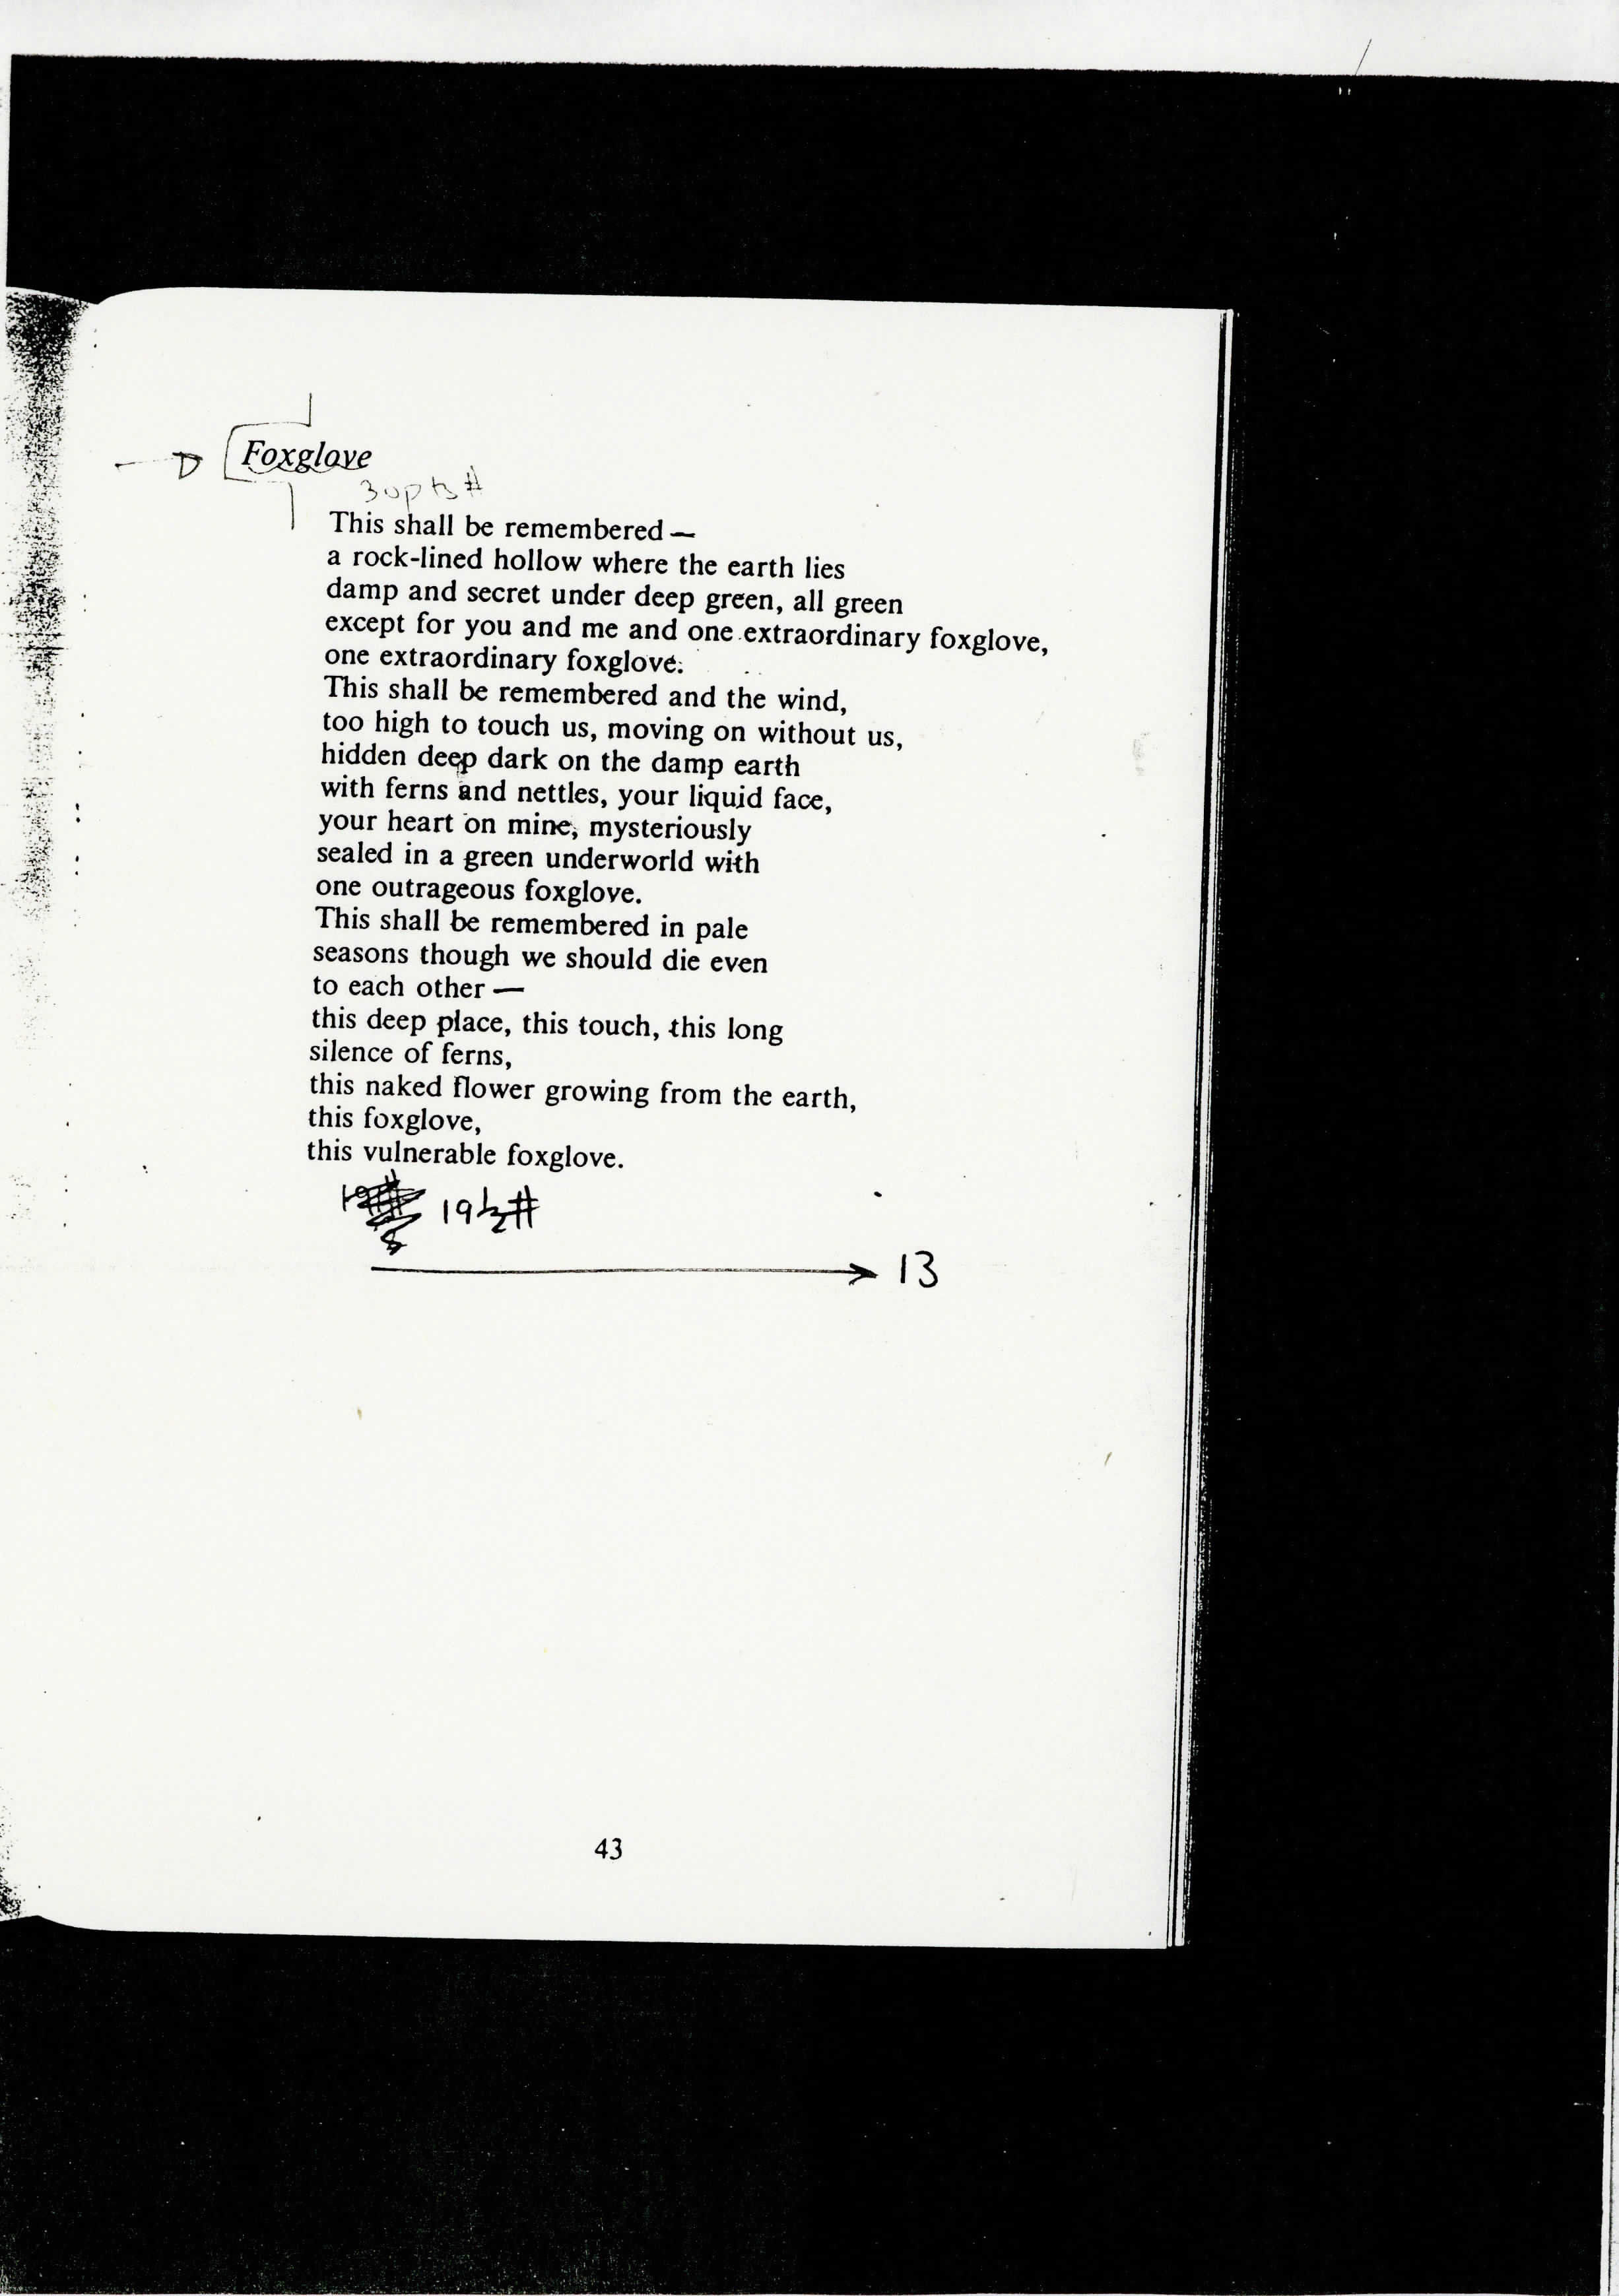 Foxglove
30pts #
This shall be remembered —
a rock-lined hollow where the earth lies
damp and secret under deep green, all green
except for you and me and one extraordinary foxglove,
one extraordinary foxglove.
This shall be remembered and the wind,
too high to touch us, moving on without us,
hidden deep dark on the damp earth
with ferns and nettles, your liquid face,
your heart on mine, mysteriously
sealed in a green underworld with
one outrageous foxglove.
This shall be remembered in pale
seasons though we should die even
to each other —
this deep place, this touch, this long
silence of ferns,
this naked flower growing from the earth,
this foxglove,
this vulnerable foxglove.
19½#
13
43